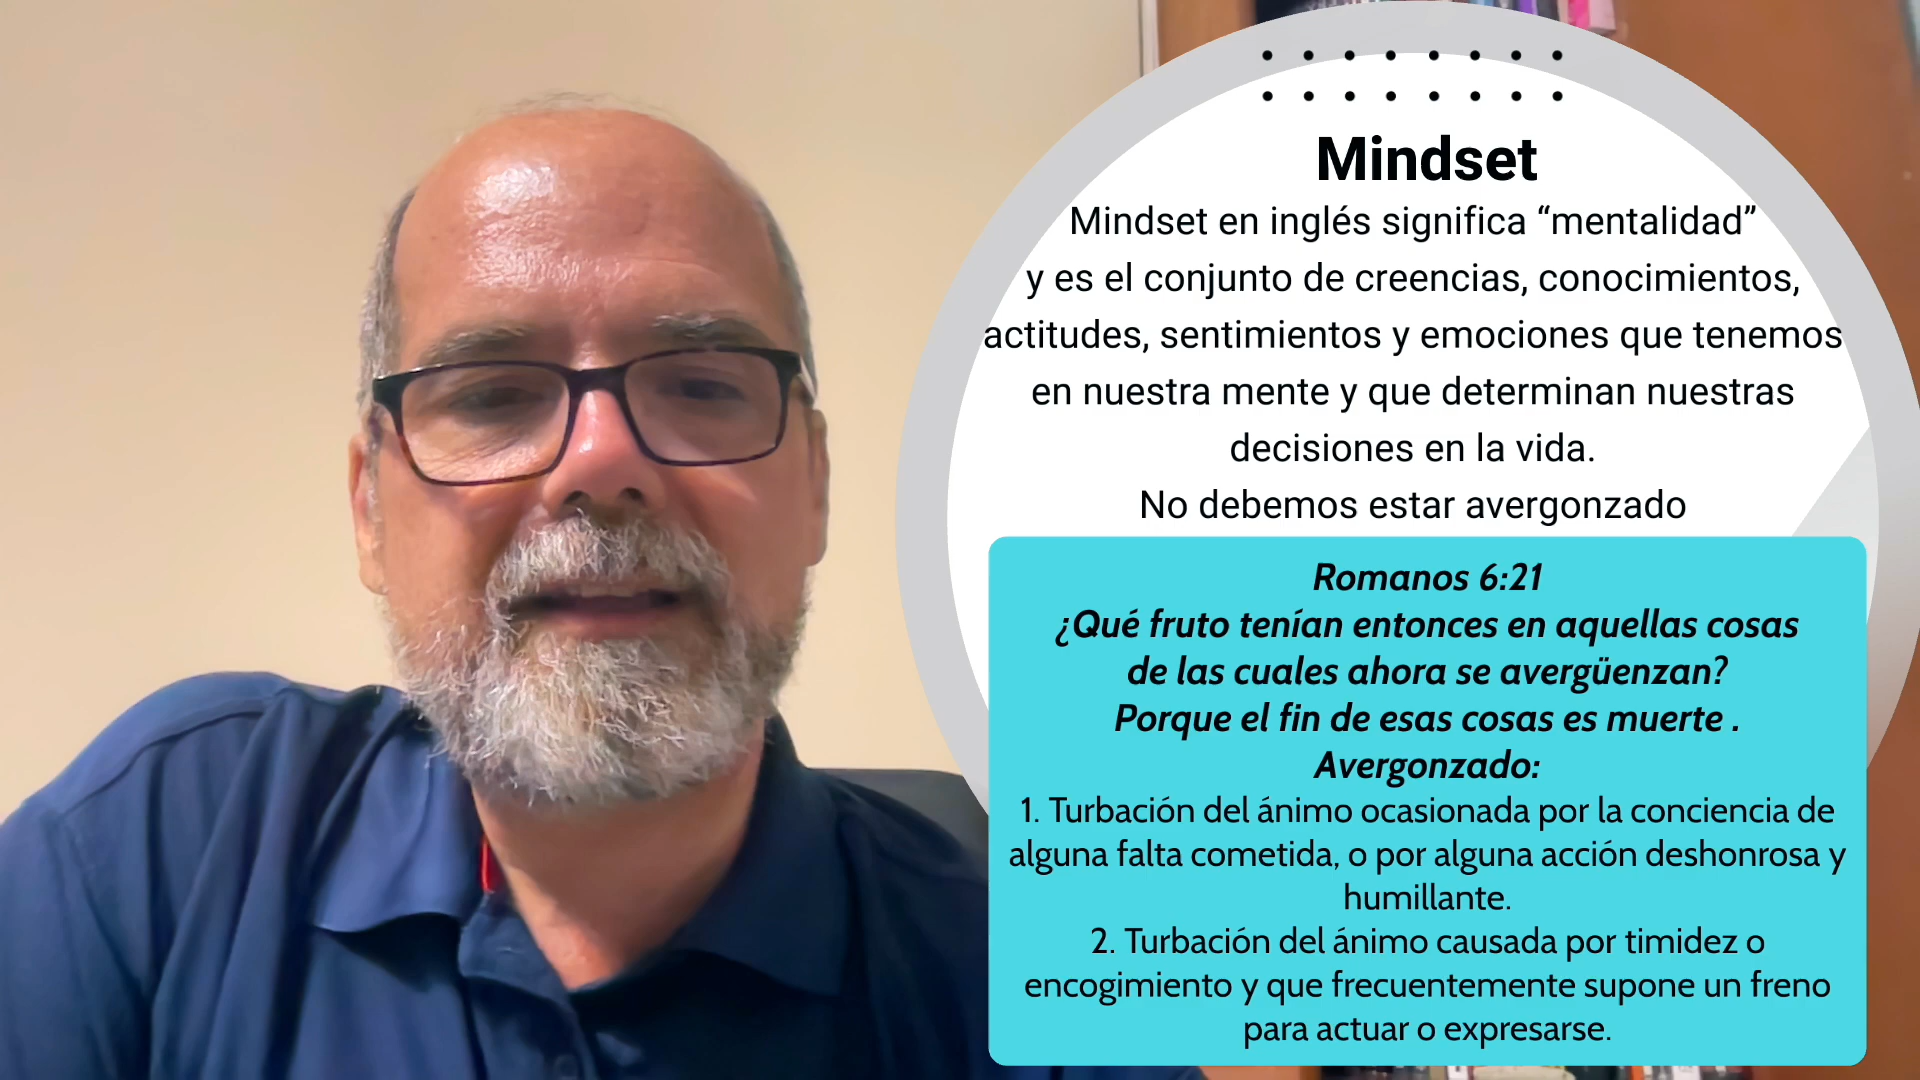 Mindset
Mindset en inglés significa “mentalidad”
y es el conjunto de creencias, conocimientos,
actitudes, sentimientos y emociones que tenemos
en nuestra mente y que determinan nuestras
decisiones en la vida.
No debemos estar avergonzado
Romanos 6:21
¿Qué fruto tenían entonces en aquellas cosas
de las cuales ahora se avergüenzan?
Porque el fin de esas cosas es muerte .
Avergonzado:
1. Turbación del ánimo ocasionada por la conciencia de
alguna falta cometida, o por alguna acción deshonrosa y
humillante.
2. Turbación del ánimo causada por timidez o
encogimiento y que frecuentemente supone un freno
para actuar o expresarse.